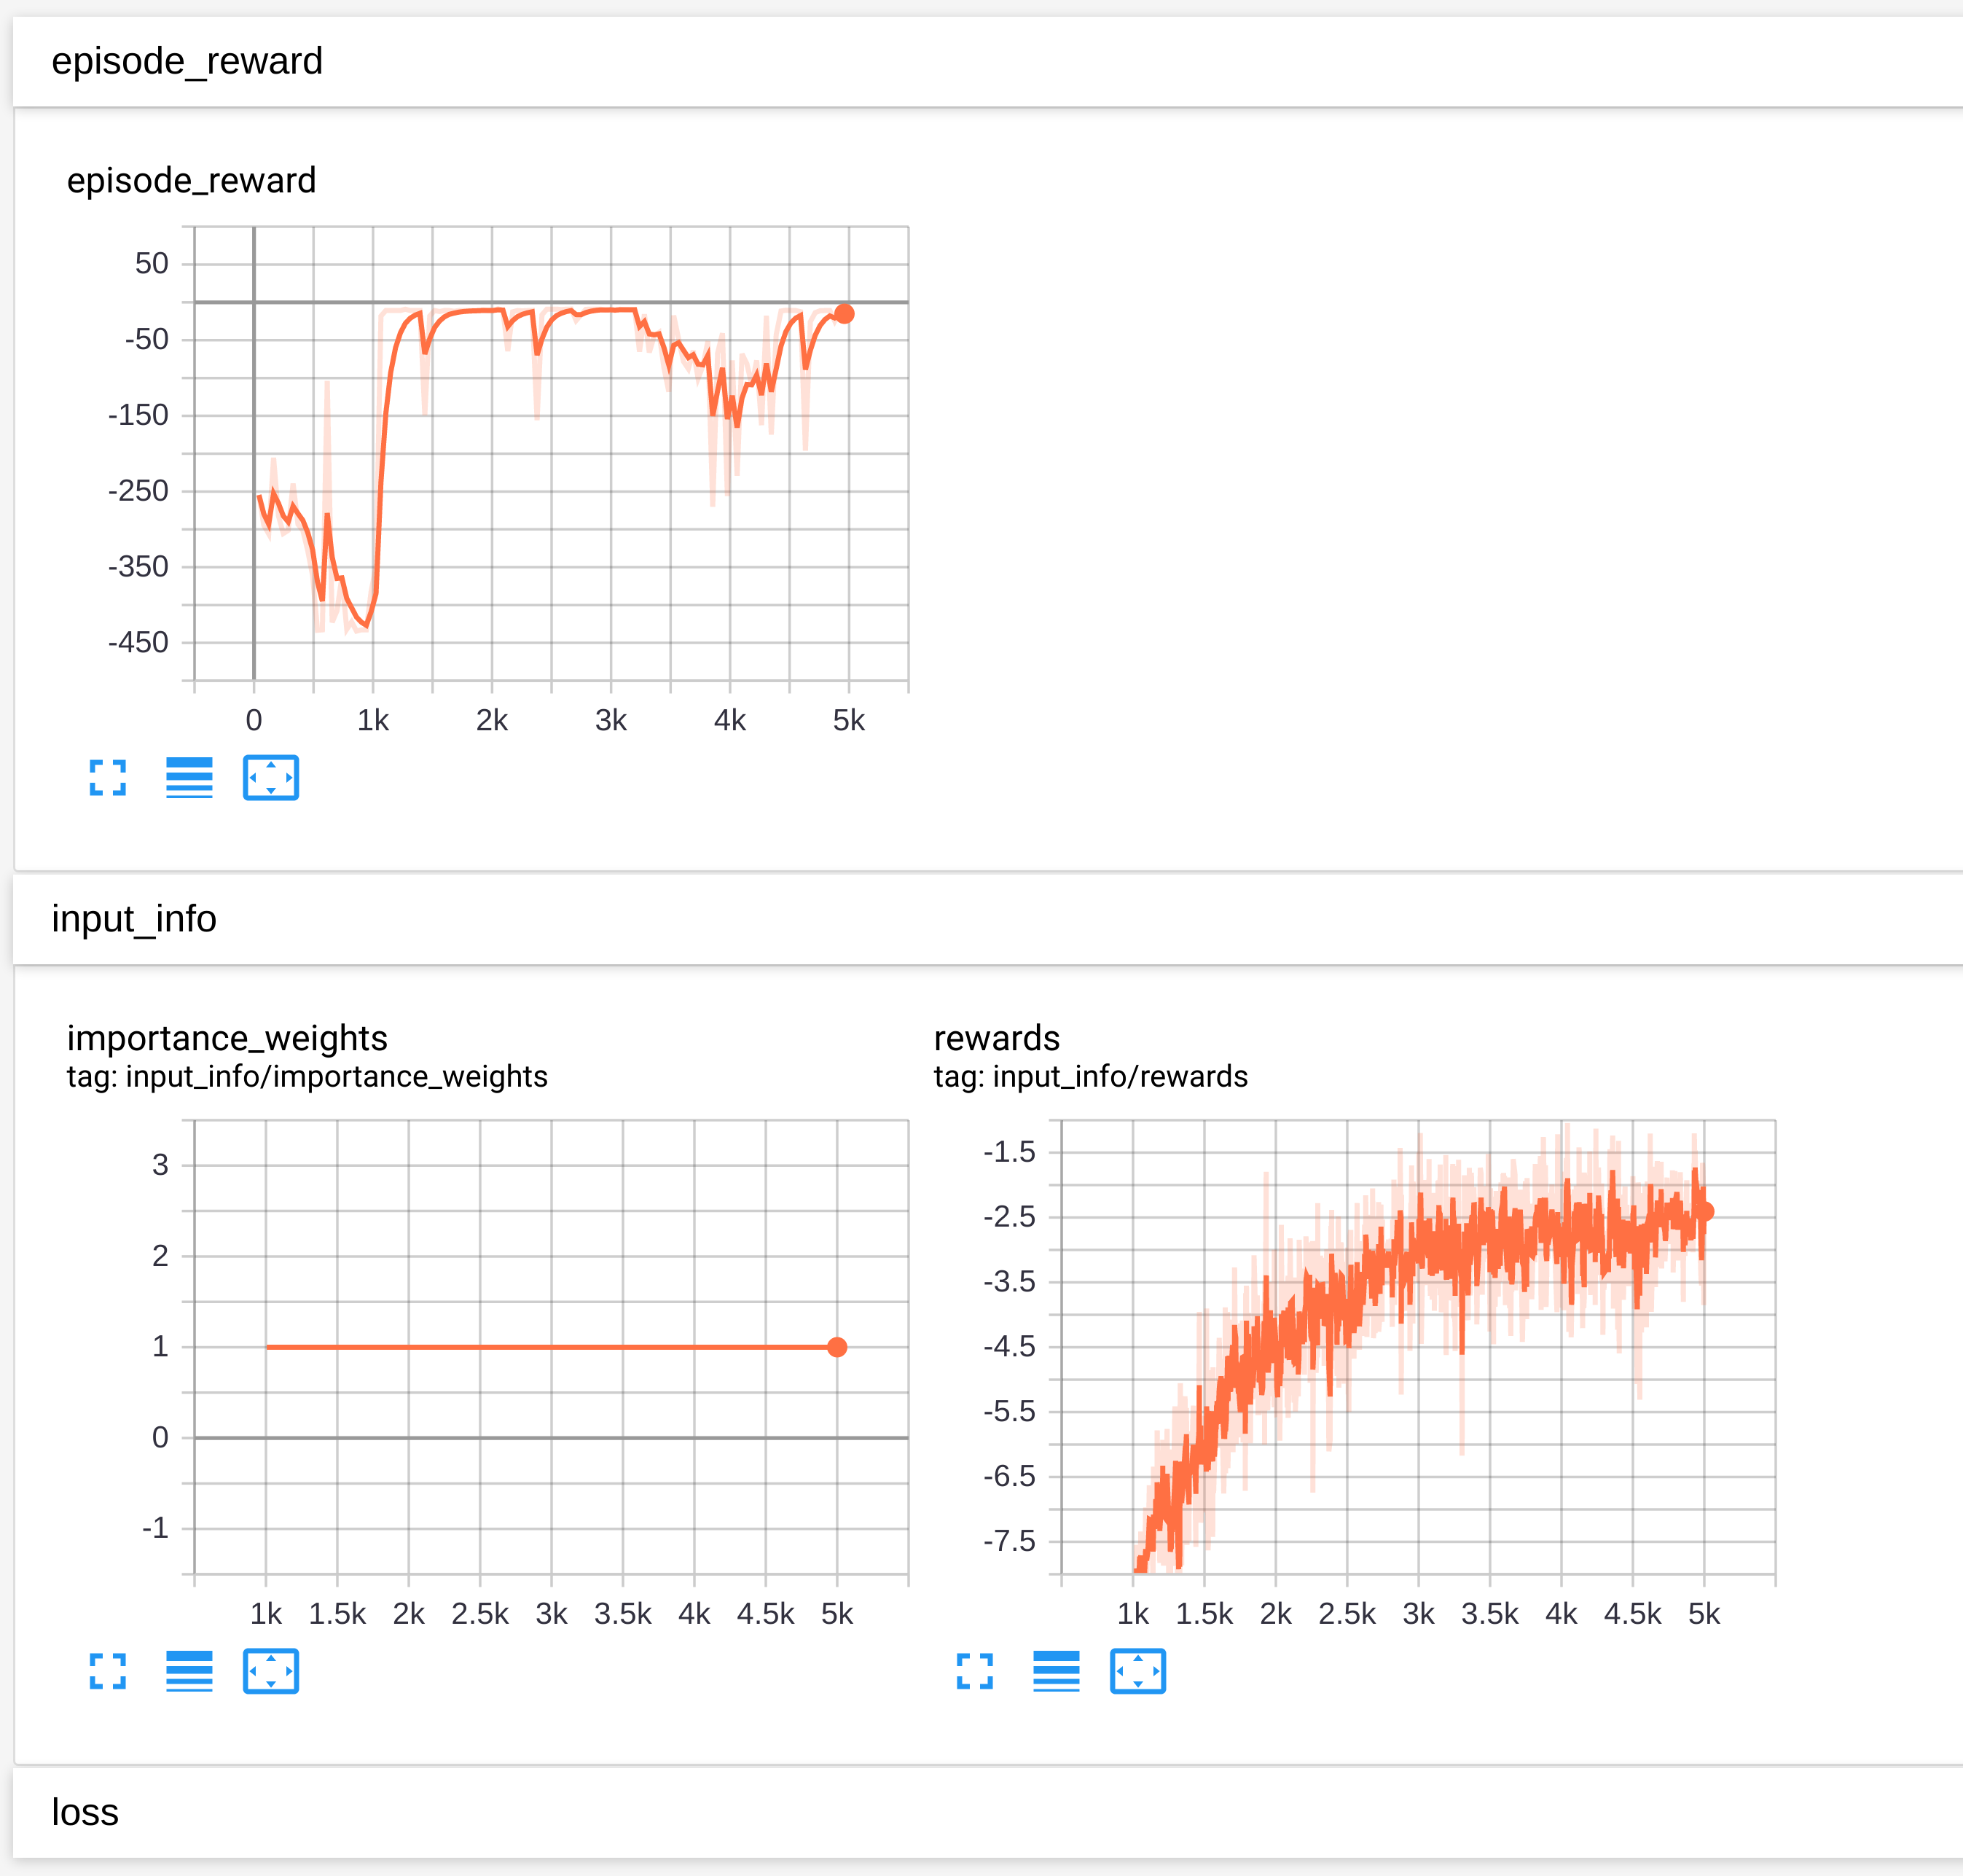 episode_reward
episode_reward
50
-50
-150
-250
-350
-450
0 1k 2k 3k 4k 5k
input_info
importance_weights
tag: input_info/importance_weights
3
2
1
0
-1
1k 1.5k 2k 2.5k 3k 3.5k 4k 4.5k 5k
rewards
tag: input_info/rewards
-1.5
-2.5
-3.5
-4.5
-5.5
-6.5
-7.5
1k 1.5k 2k 2.5k 3k 3.5k 4k 4.5k 5k
loss